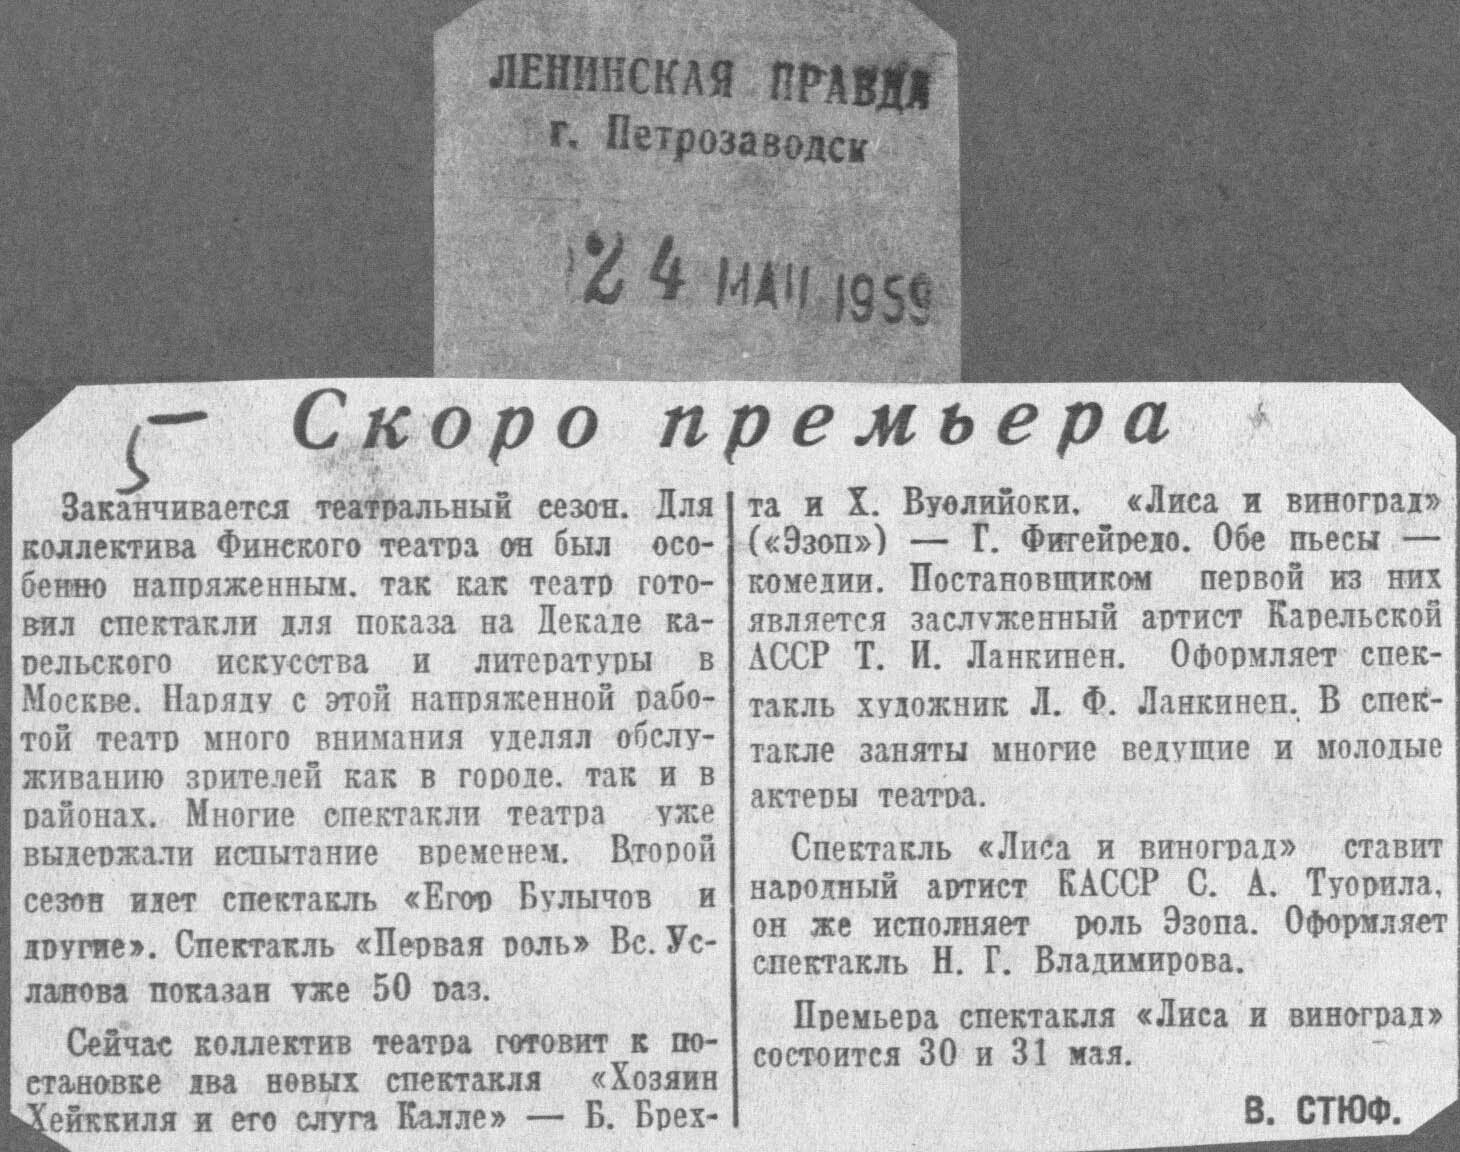 ЛЕНИНСКАЯ ПРАВДА
г. Петрозаводск
24 МАЙ 1959
5
Скоро премьера
Заканчивается театральный сезон. Для
коллектива Финского театра он был осо-
бенно напряженным, так как театр гото-
вил спектакли для показа на Декаде ка-
рельского искусства и литературы в
Москве. Наряду с этой напряженной рабо-
той театр много внимания уделял обслу-
живанию зрителей как в городе, так и в
районах. Многие спектакли театра уже
выдержали испытание временем. Второй
сезон идет спектакль «Егор Булычов и
другие». Спектакль «Первая роль» Вс. Ус-
ланова показан уже 50 раз.
Сейчас коллектив театра готовит к по-
становке два новых спектакля «Хозяин
Хейккиля и его слуга Калле» — Б. Брех-
та и Х. Вуолийоки, «Лиса и виноград»
(«Эзоп») — Г. Фигейредо. Обе пьесы —
комедии. Постановщиком первой из них
является заслуженный артист Карельской
АССР Т. И. Ланкинен. Оформляет спек-
такль художник Л. Ф. Ланкинен. В спек-
такле заняты многие ведущие и молодые
актеры театра.
Спектакль «Лиса и виноград» ставит
народный артист КАССР С. А. Туорила,
он же исполняет роль Эзопа. Оформляет
спектакль Н. Г. Владимирова.
Премьера спектакля «Лиса и виноград»
состоится 30 и 31 мая.
В. СТЮФ.